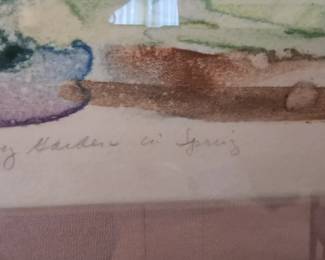 Garden in Spring